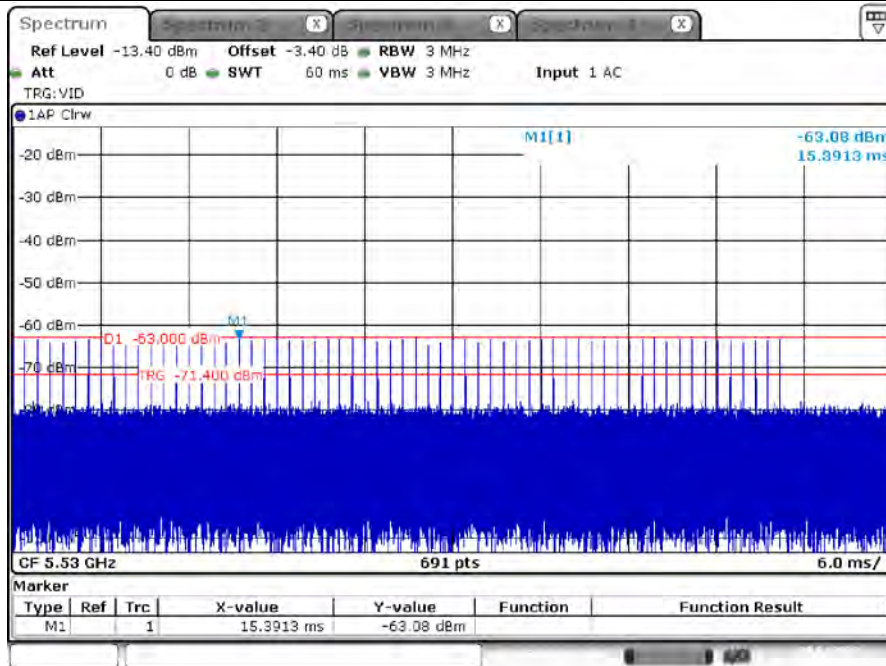 Spectrum
Ref Level -13.40 dBm Offset -3.40 dB RBW 3 MHz
Att 0 dB SWT 60 ms VBW 3 MHz Input 1 AC
TRG:VID
1AP Clrw
M1[1] -63.08 dBm
15.3913 ms
-20 dBm
-30 dBm
-40 dBm
-50 dBm
-60 dBm
M1
D1 -63.000 dBm
-70 dBm
TRG -71.400 dBm
CF 5.53 GHz 691 pts 6.0 ms/
Marker
Type Ref Trc X-value Y-value Function Function Result
M1 1 15.3913 ms -63.08 dBm